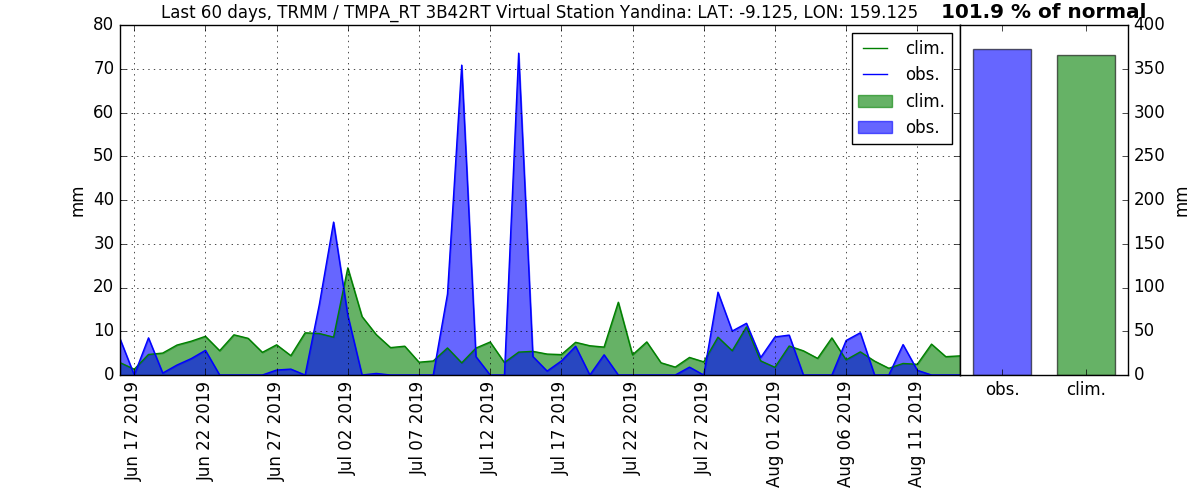 Last 60 days, TRMM / TMPA_RT 3B42RT Virtual Station Yandina: LAT: -9.125, LON: 159.125
101.9 % of normal
80
70
60
50
40
30
20
10
0
mm
clim.
obs.
clim.
obs.
400
350
300
250
200
150
100
50
0
mm
Jun 17 2019
Jun 22 2019
Jun 27 2019
Jul 02 2019
Jul 07 2019
Jul 12 2019
Jul 17 2019
Jul 22 2019
Jul 27 2019
Aug 01 2019
Aug 06 2019
Aug 11 2019
obs.
clim.